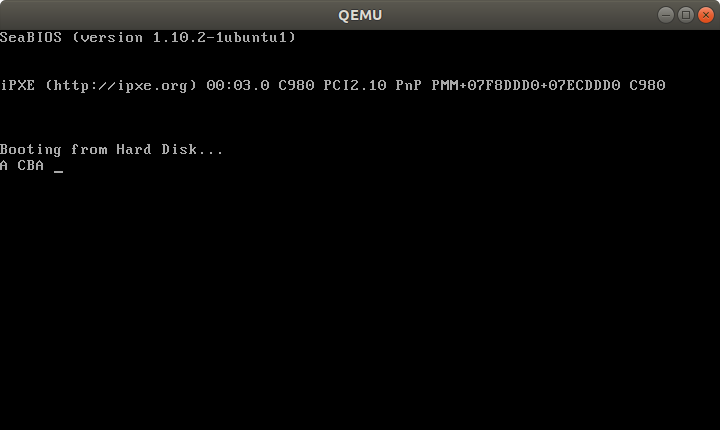 QEMU
SeaBIOS (version 1.10.2-1ubuntu1)
iPXE (http://ipxe.org) 00:03.0 C980 PCI2.10 PnP PMM+07F8DDD0+07ECDDD0 C980
Booting from Hard Disk...
A CBA _